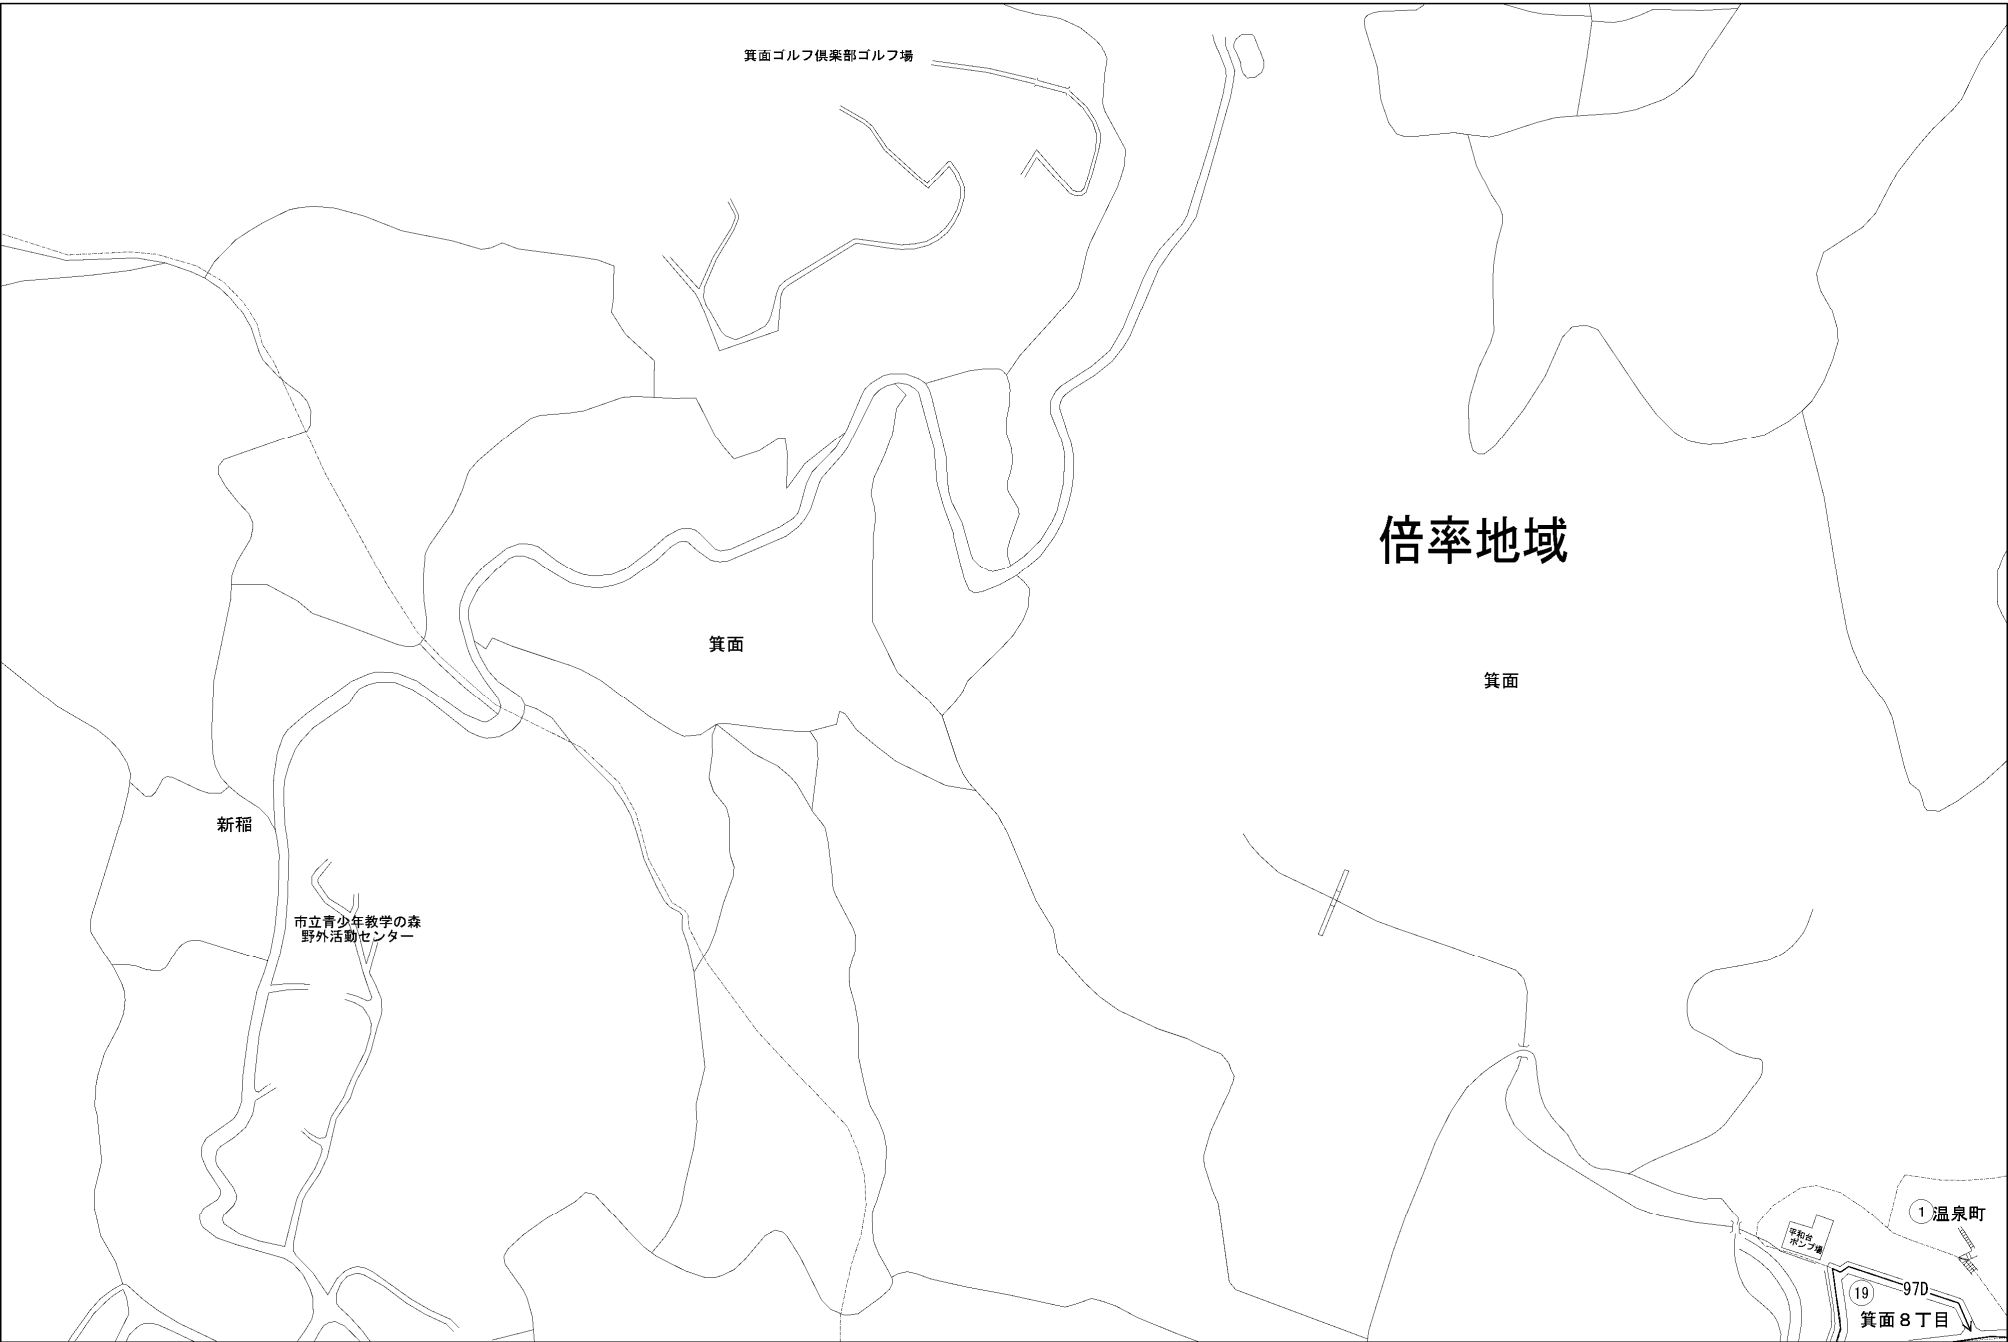 箕面ゴルフ倶楽部ゴルフ場
倍率地域
箕面
箕面
新稲
市立青少年教学の森
野外活動センター
1 温泉町
平和台
ポンプ場
97D
19
箕面8丁目